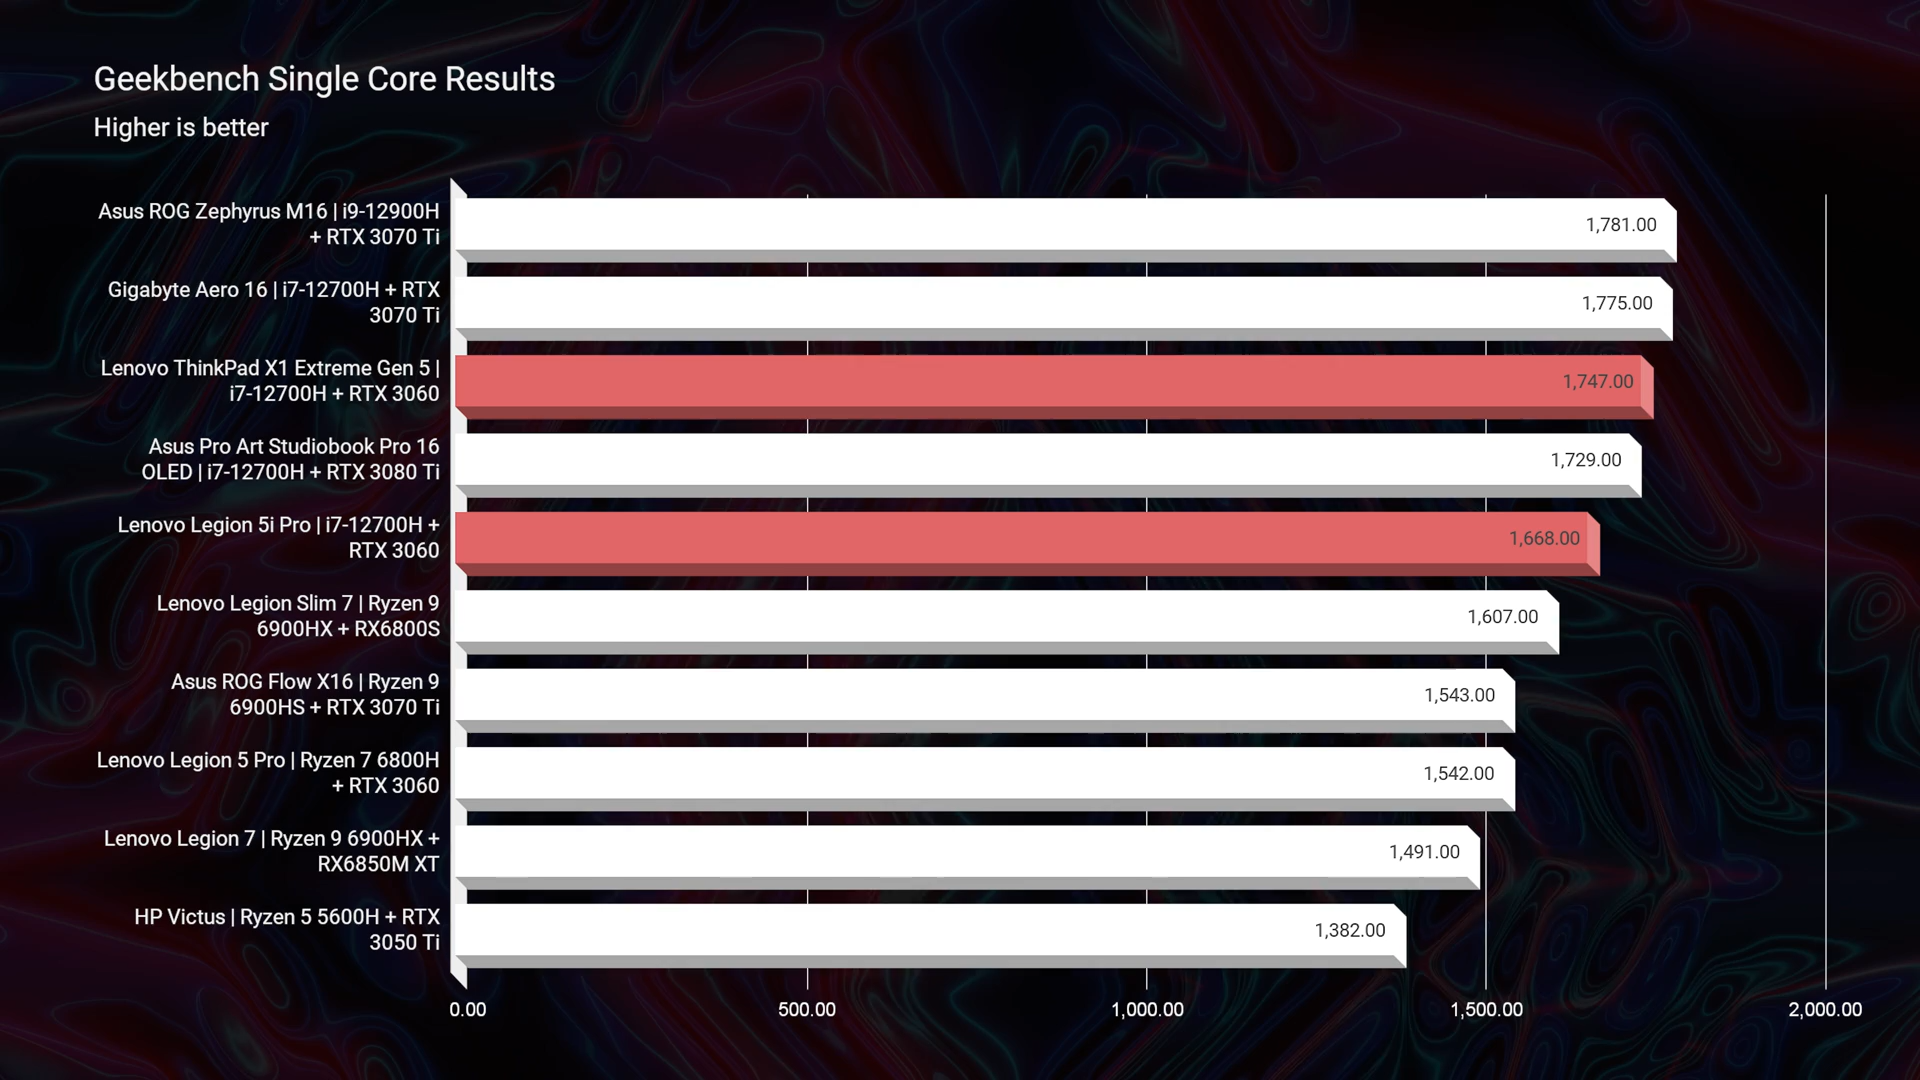 Geekbench Single Core Results
Higher is better
Asus ROG Zephyrus M16 | i9-12900H
+ RTX 3070 Ti
1,781.00
Gigabyte Aero 16 | i7-12700H + RTX
3070 Ti
1,775.00
Lenovo ThinkPad X1 Extreme Gen 5 |
i7-12700H + RTX 3060
1,747.00
Asus Pro Art Studiobook Pro 16
OLED | i7-12700H + RTX 3080 Ti
1,729.00
Lenovo Legion 5i Pro | i7-12700H +
RTX 3060
1,668.00
Lenovo Legion Slim 7 | Ryzen 9
6900HX + RX6800S
1,607.00
Asus ROG Flow X16 | Ryzen 9
6900HS + RTX 3070 Ti
1,543.00
Lenovo Legion 5 Pro | Ryzen 7 6800H
+ RTX 3060
1,542.00
Lenovo Legion 7 | Ryzen 9 6900HX +
RX6850M XT
1,491.00
HP Victus | Ryzen 5 5600H + RTX
3050 Ti
1,382.00
0.00 500.00 1,000.00 1,500.00 2,000.00